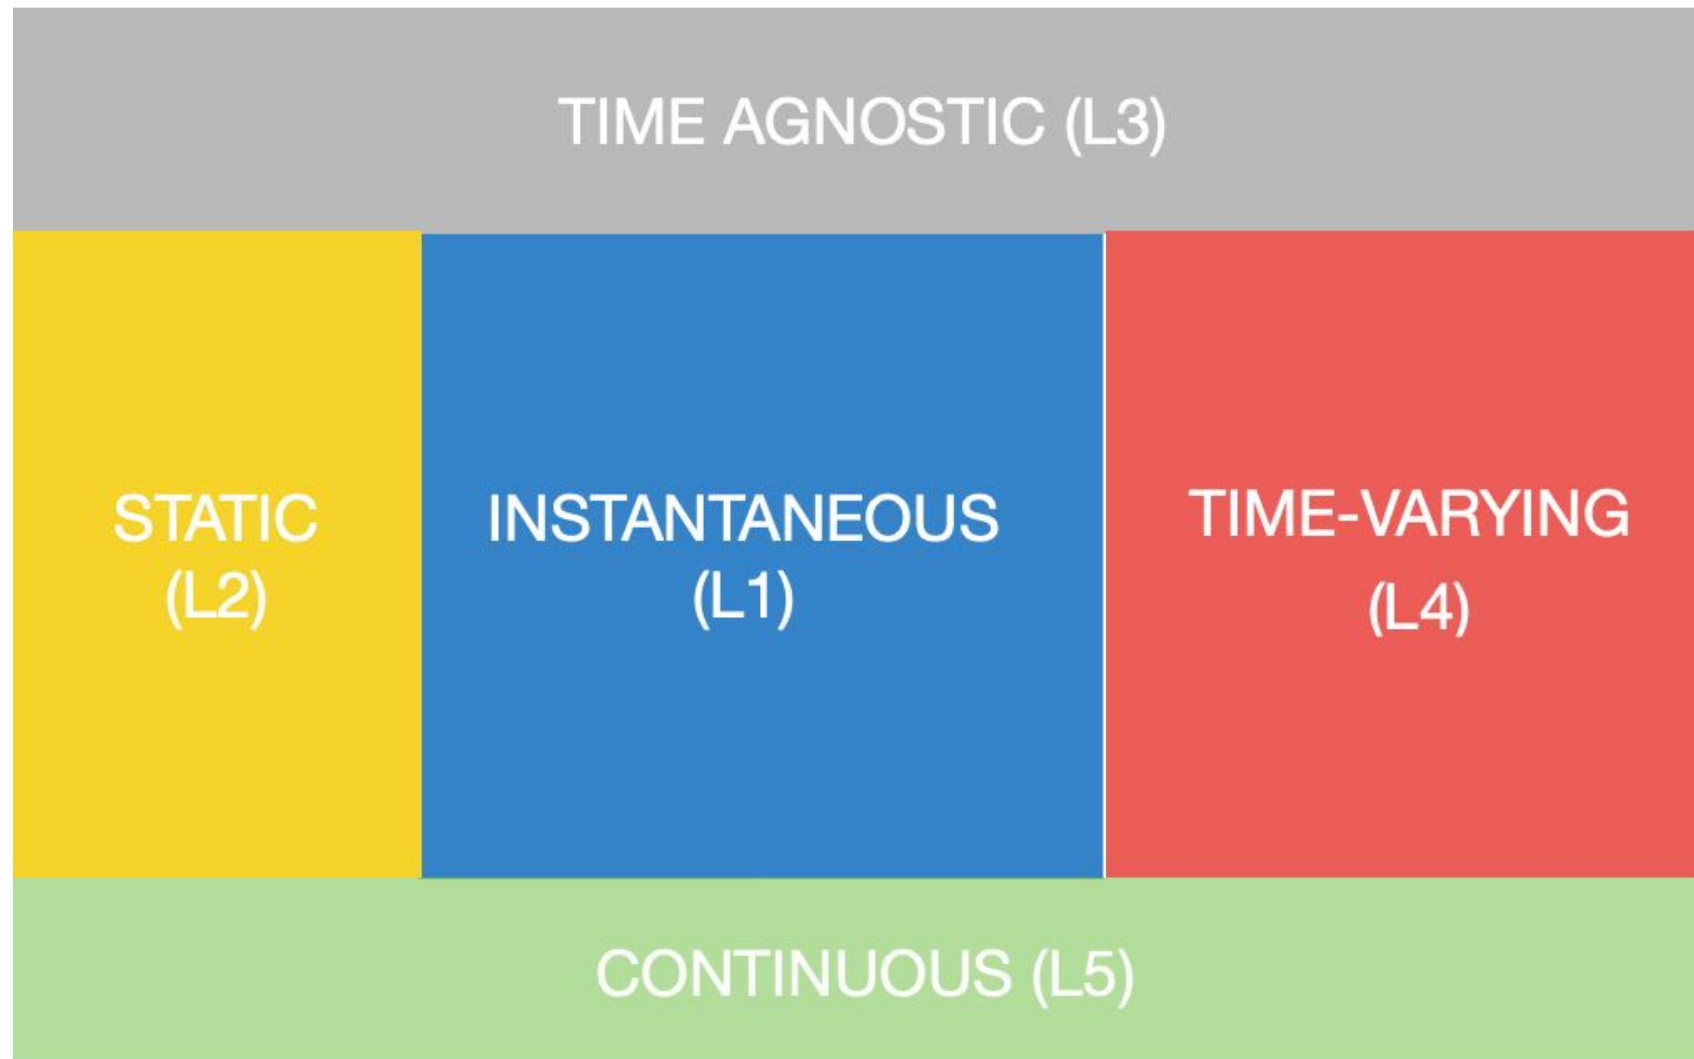 TIME AGNOSTIC (L3)
STATIC
(L2)
INSTANTANEOUS
(L1)
TIME-VARYING
(L4)
CONTINUOUS (L5)